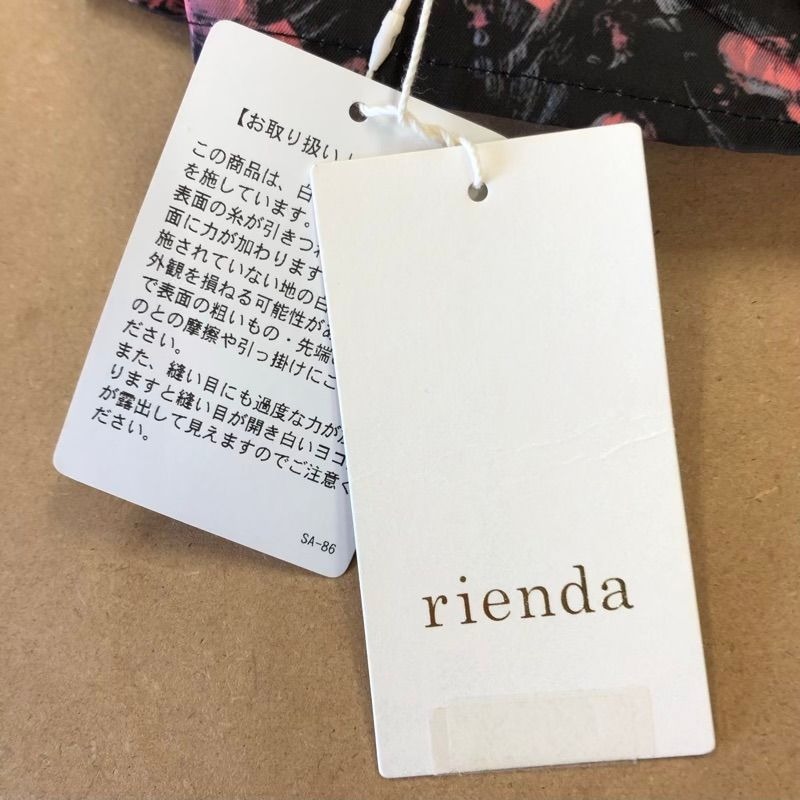 【お取り扱い
この商品は、白
を施しています。
表面の糸が引きつれ
面に力が加わります
施されていない地の白
外観を損ねる可能性があ
で表面の粗いもの・先端
のとの摩擦や引っ掛けにご
ださい。
また、縫い目にも過度な力が加
りますと縫い目が開き白いヨコ
が露出して見えますのでご注意く
ださい。
SA-86
rienda